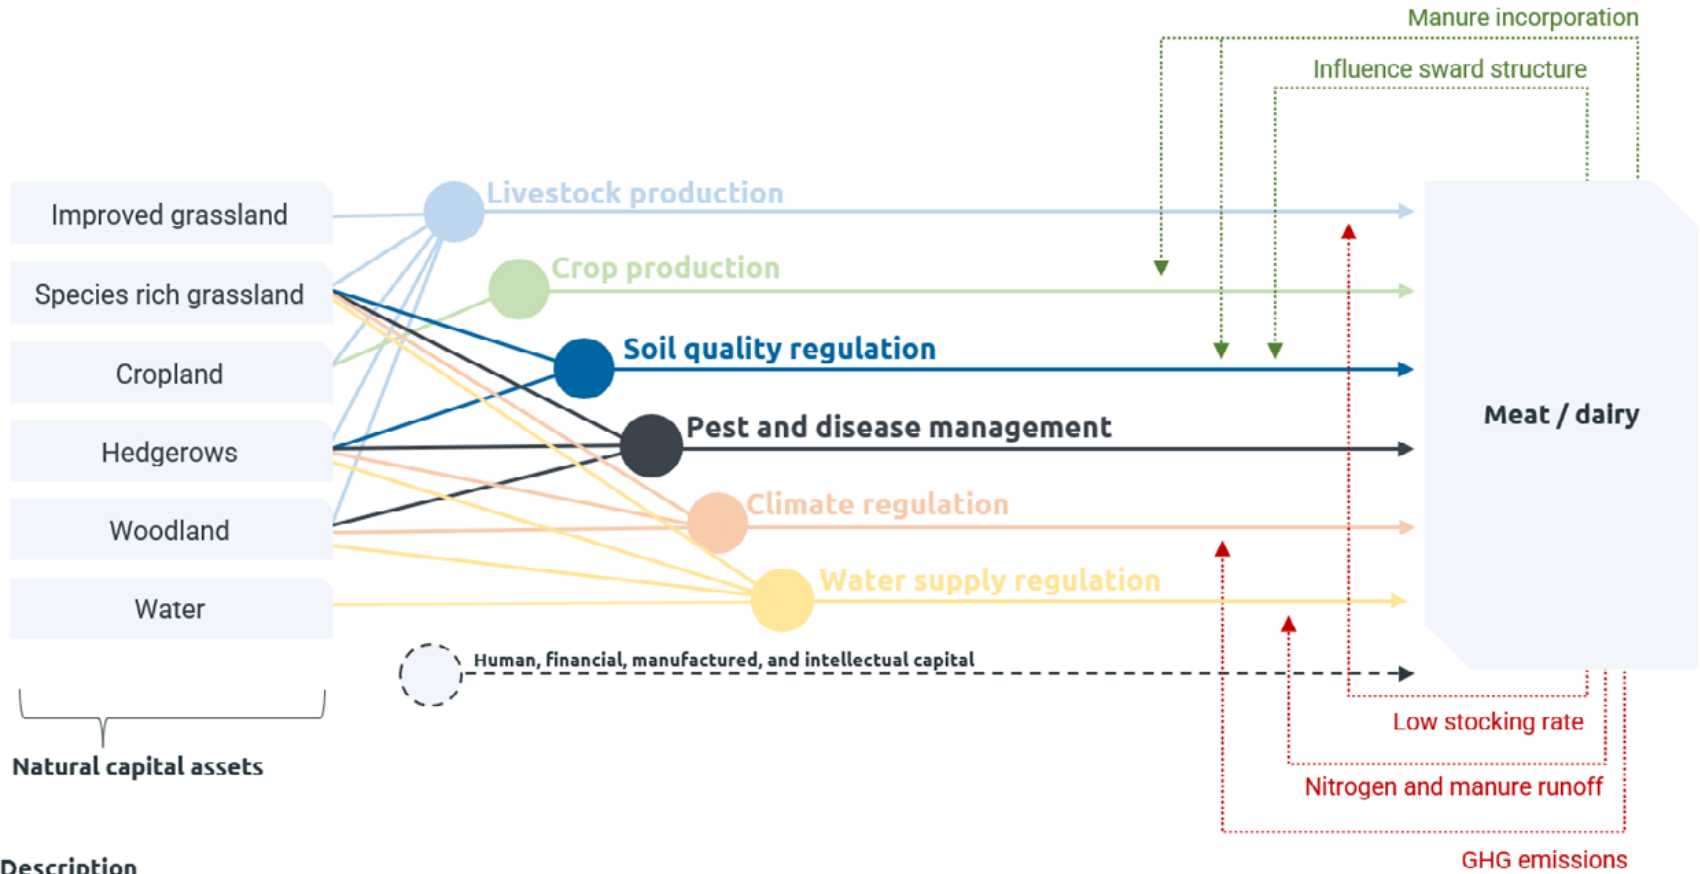 Manure incorporation
Influence sward structure
Improved grassland
Livestock production
Species rich grassland
Crop production
Cropland
Soil quality regulation
Hedgerows
Pest and disease management
Meat / dairy
Woodland
Climate regulation
Water
Water supply regulation
Human, financial, manufactured, and intellectual capital
Low stocking rate
Natural capital assets
Nitrogen and manure runoff
GHG emissions
Description